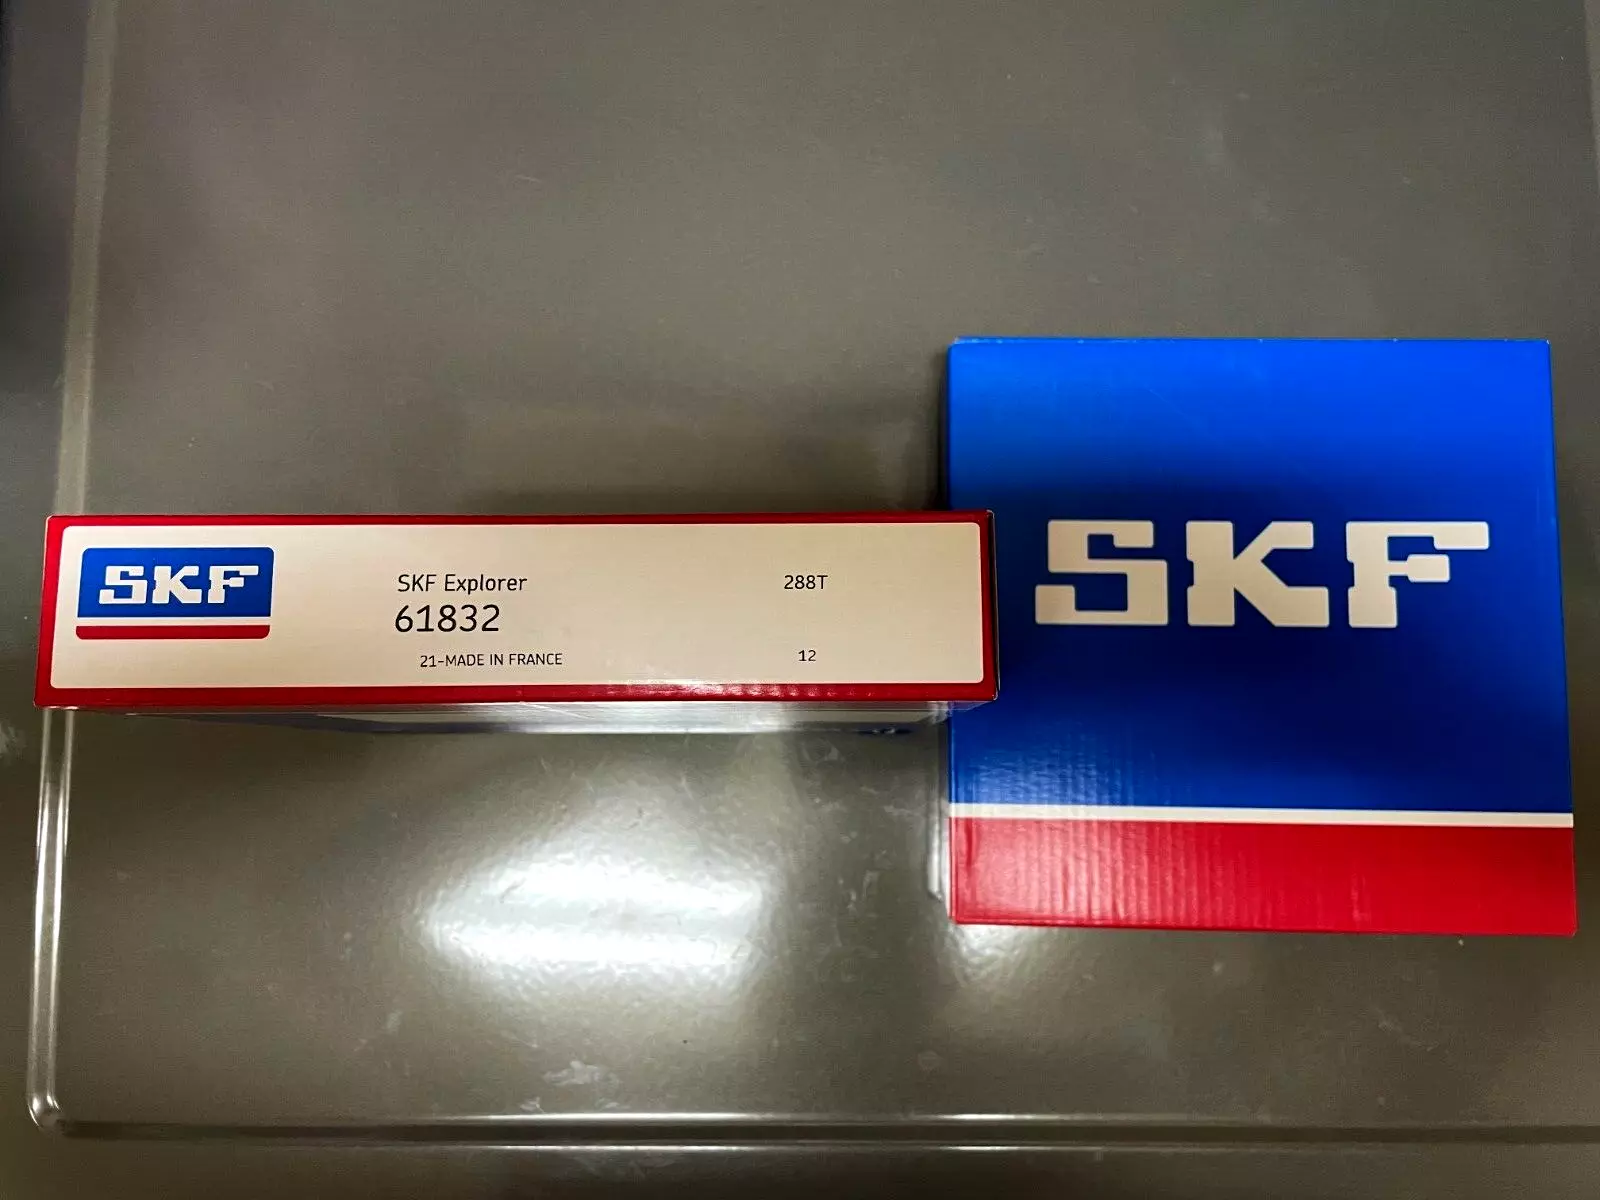 SKF
SKF Explorer
288T
61832
21-MADE IN FRANCE
12
SKF